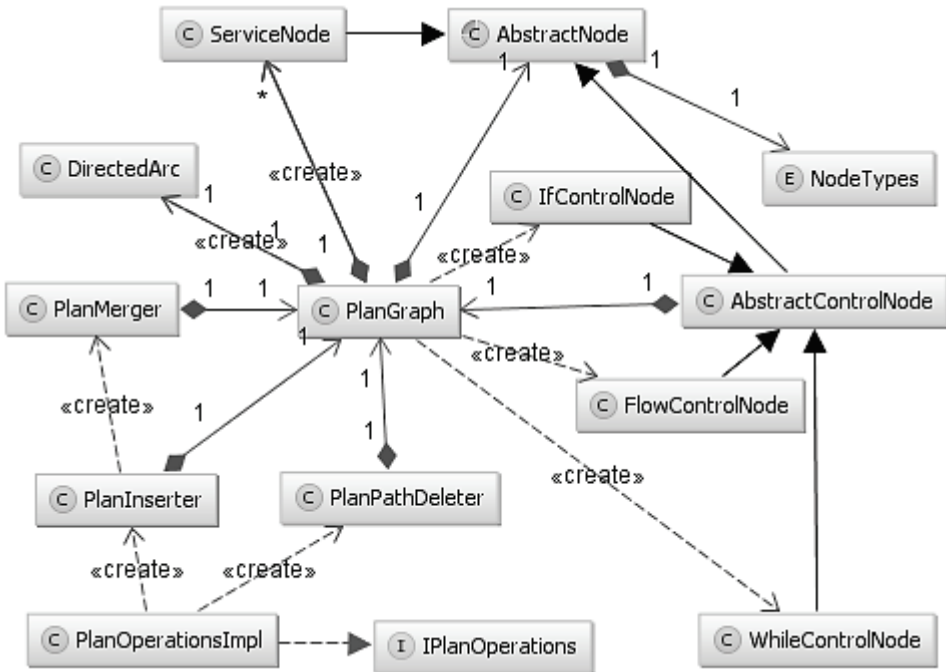 C ServiceNode
C AbstractNode
1
1
1
*
1
C DirectedArc
«create»
E NodeTypes
C IfControlNode
1
1
1
«create»
1
«create»
C PlanMerger
1
1
C PlanGraph
1
1
C AbstractControlNode
1
«create»
«create»
1
C FlowControlNode
1
1
«create»
C PlanInserter
C PlanPathDeleter
«create»
«create»
C PlanOperationsImpl
I IPlanOperations
C WhileControlNode